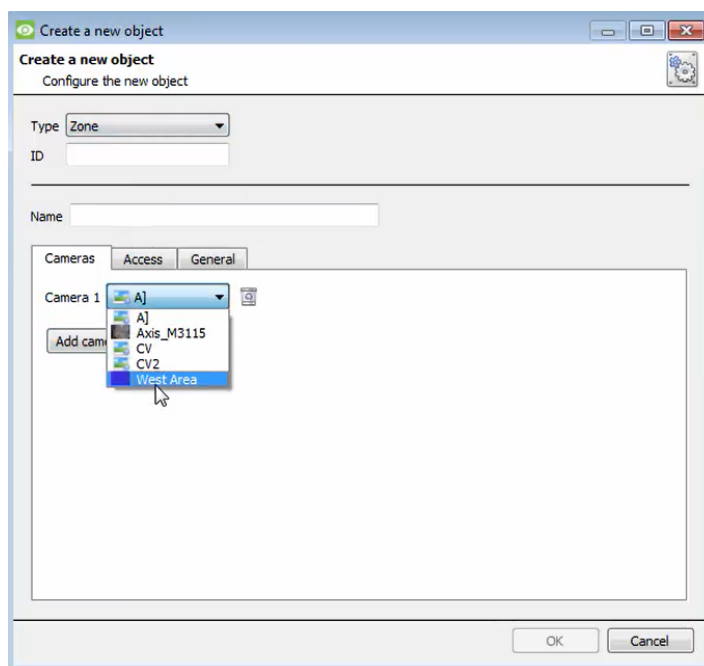 Create a new object
Create a new object
Configure the new object
Type Zone
ID
Name
Cameras Access General
Camera 1 A]
A]
Axis_M3115
Add cam
CV
CV2
West Area
OK Cancel